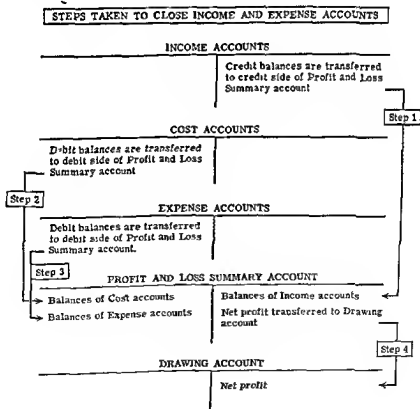 STEPS TAKEN TO CLOSE INCOME AND EXPENSE ACCOUNTS
INCOME ACCOUNTS
Credit balances are transferred
to credit side of Profit and Loss
Summary account
Step 1
COST ACCOUNTS
Debit balances are transferred
to debit side of Profit and Loss
Summary account
Step 2
EXPENSE ACCOUNTS
Debit balances are transferred
to debit side of Profit and Loss
Summary account.
Step 3
PROFIT AND LOSS SUMMARY ACCOUNT
Balances of Cost accounts
Balances of Expense accounts
Balances of Income accounts
Net profit transferred to Drawing
account
Step 4
DRAWING ACCOUNT
Net profit